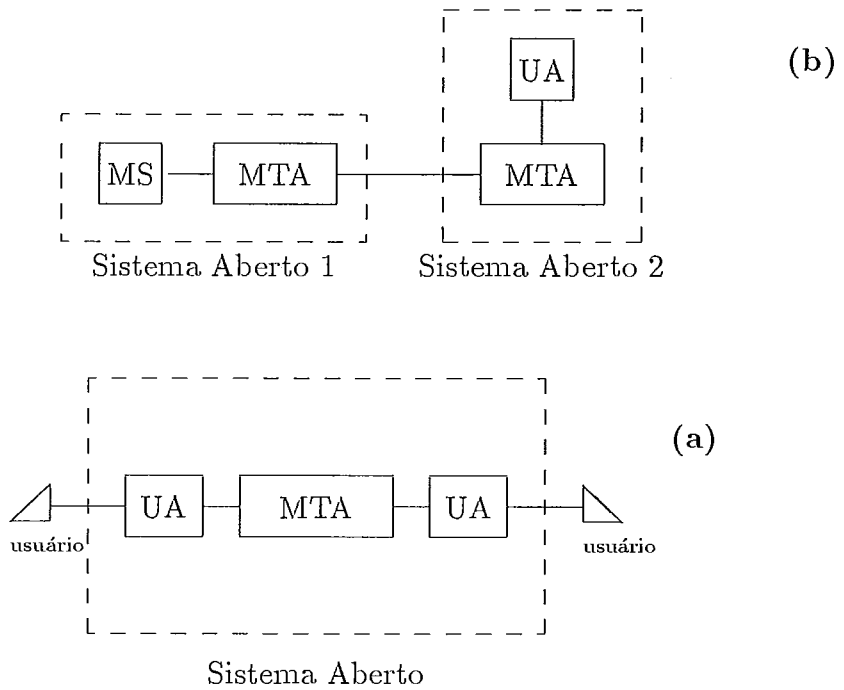 (b)
UA
MS
MTA
MTA
Sistema Aberto 1
Sistema Aberto 2
(a)
UA
MTA
UA
usuário
usuário
Sistema Aberto